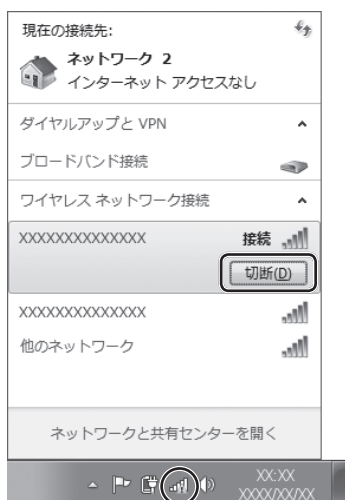 現在の接続先:
ネットワーク 2
インターネット アクセスなし
ダイヤルアップと VPN
ブロードバンド接続
ワイヤレス ネットワーク接続
XXXXXXXXXXXXXX 接続
切断(D)
XXXXXXXXXXXXXX
他のネットワーク
ネットワークと共有センターを開く
XX:XX
XXXX/XX/XX